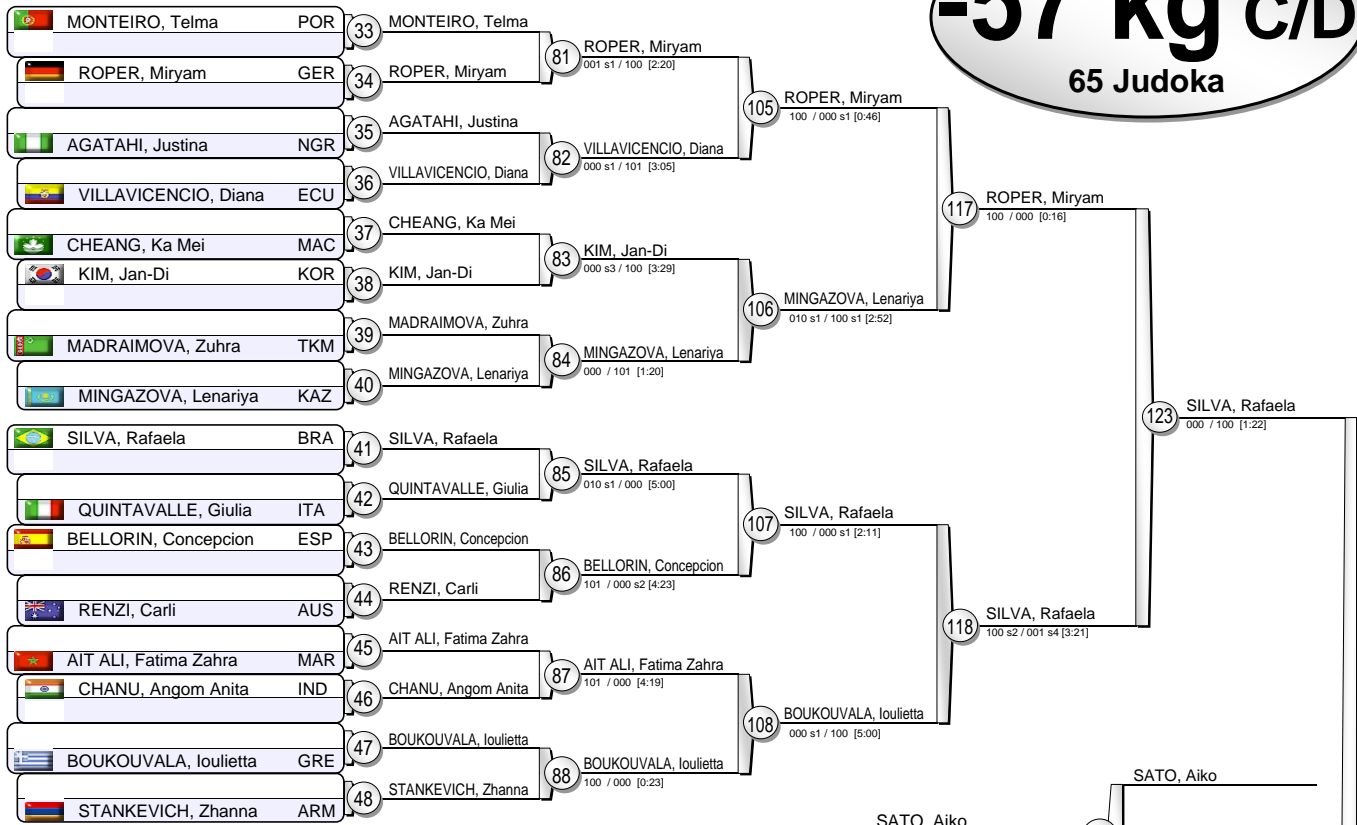 -57 kg C/D
65 Judoka
MONTEIRO, Telma POR
ROPER, Miryam GER
AGATAHI, Justina NGR
VILLAVICENCIO, Diana ECU
CHEANG, Ka Mei MAC
KIM, Jan-Di KOR
MADRAIMOVA, Zuhra TKM
MINGAZOVA, Lenariya KAZ
SILVA, Rafaela BRA
QUINTAVALLE, Giulia ITA
BELLORIN, Concepcion ESP
RENZI, Carli AUS
AIT ALI, Fatima Zahra MAR
CHANU, Angom Anita IND
BOUKOUVALA, Ioulietta GRE
STANKEVICH, Zhanna ARM
33 MONTEIRO, Telma
34 ROPER, Miryam
35 AGATAHI, Justina
36 VILLAVICENCIO, Diana
37 CHEANG, Ka Mei
38 KIM, Jan-Di
39 MADRAIMOVA, Zuhra
40 MINGAZOVA, Lenariya
41 SILVA, Rafaela
42 QUINTAVALLE, Giulia
43 BELLORIN, Concepcion
44 RENZI, Carli
45 AIT ALI, Fatima Zahra
46 CHANU, Angom Anita
47 BOUKOUVALA, Ioulietta
48 STANKEVICH, Zhanna
81 ROPER, Miryam
001 s1 / 100 [2:20]
82 VILLAVICENCIO, Diana
000 s1 / 101 [3:05]
83 KIM, Jan-Di
000 s3 / 100 [3:29]
84 MINGAZOVA, Lenariya
000 / 101 [1:20]
85 SILVA, Rafaela
010 s1 / 000 [5:00]
86 BELLORIN, Concepcion
101 / 000 s2 [4:23]
87 AIT ALI, Fatima Zahra
101 / 000 [4:19]
88 BOUKOUVALA, Ioulietta
100 / 000 [0:23]
105 ROPER, Miryam
100 / 000 s1 [0:46]
106 MINGAZOVA, Lenariya
010 s1 / 100 s1 [2:52]
107 SILVA, Rafaela
100 / 000 s1 [2:11]
108 BOUKOUVALA, Ioulietta
000 s1 / 100 [5:00]
117 ROPER, Miryam
100 / 000 [0:16]
118 SILVA, Rafaela
100 s2 / 001 s4 [3:21]
123 SILVA, Rafaela
000 / 100 [1:22]
SATO, Aiko
SATO, Aiko